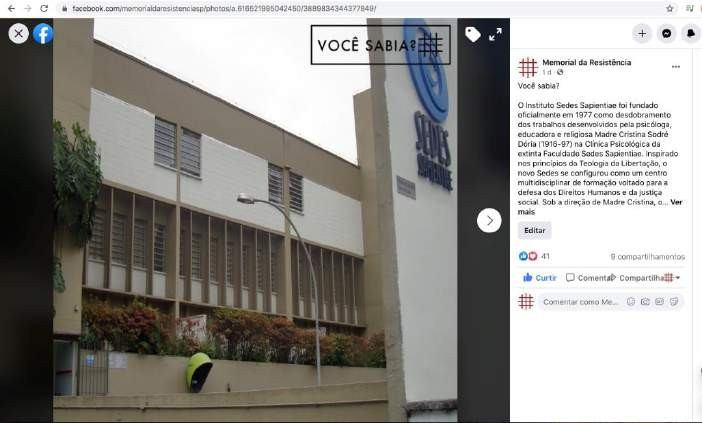 facebook.com/memorialdaresistenciasp/photos/a.616521995042460/3889834344377849/
VOCÊ SABIA?
SEDES
SAPIENTIAE
Memorial da Resistência
1 d
Você sabia?
O Instituto Sedes Sapientiae foi fundado
oficialmente em 1977 como desdobramento
dos trabalhos desenvolvidos pela psicóloga,
educadora e religiosa Madre Cristina Sodré
Dória (1916-97) na Clínica Psicológica da
extinta Faculdade Sedes Sapientiae. Inspirado
nos princípios da Teologia da Libertação, o
novo Sedes se configurou como um centro
multidisciplinar de formação voltado para a
defesa dos Direitos Humanos e da justiça
social. Sob a direção de Madre Cristina, o... Ver
mais
Editar
41
9 compartilhamentos
Curtir
Comenta
Compartilha
Comentar como Me...